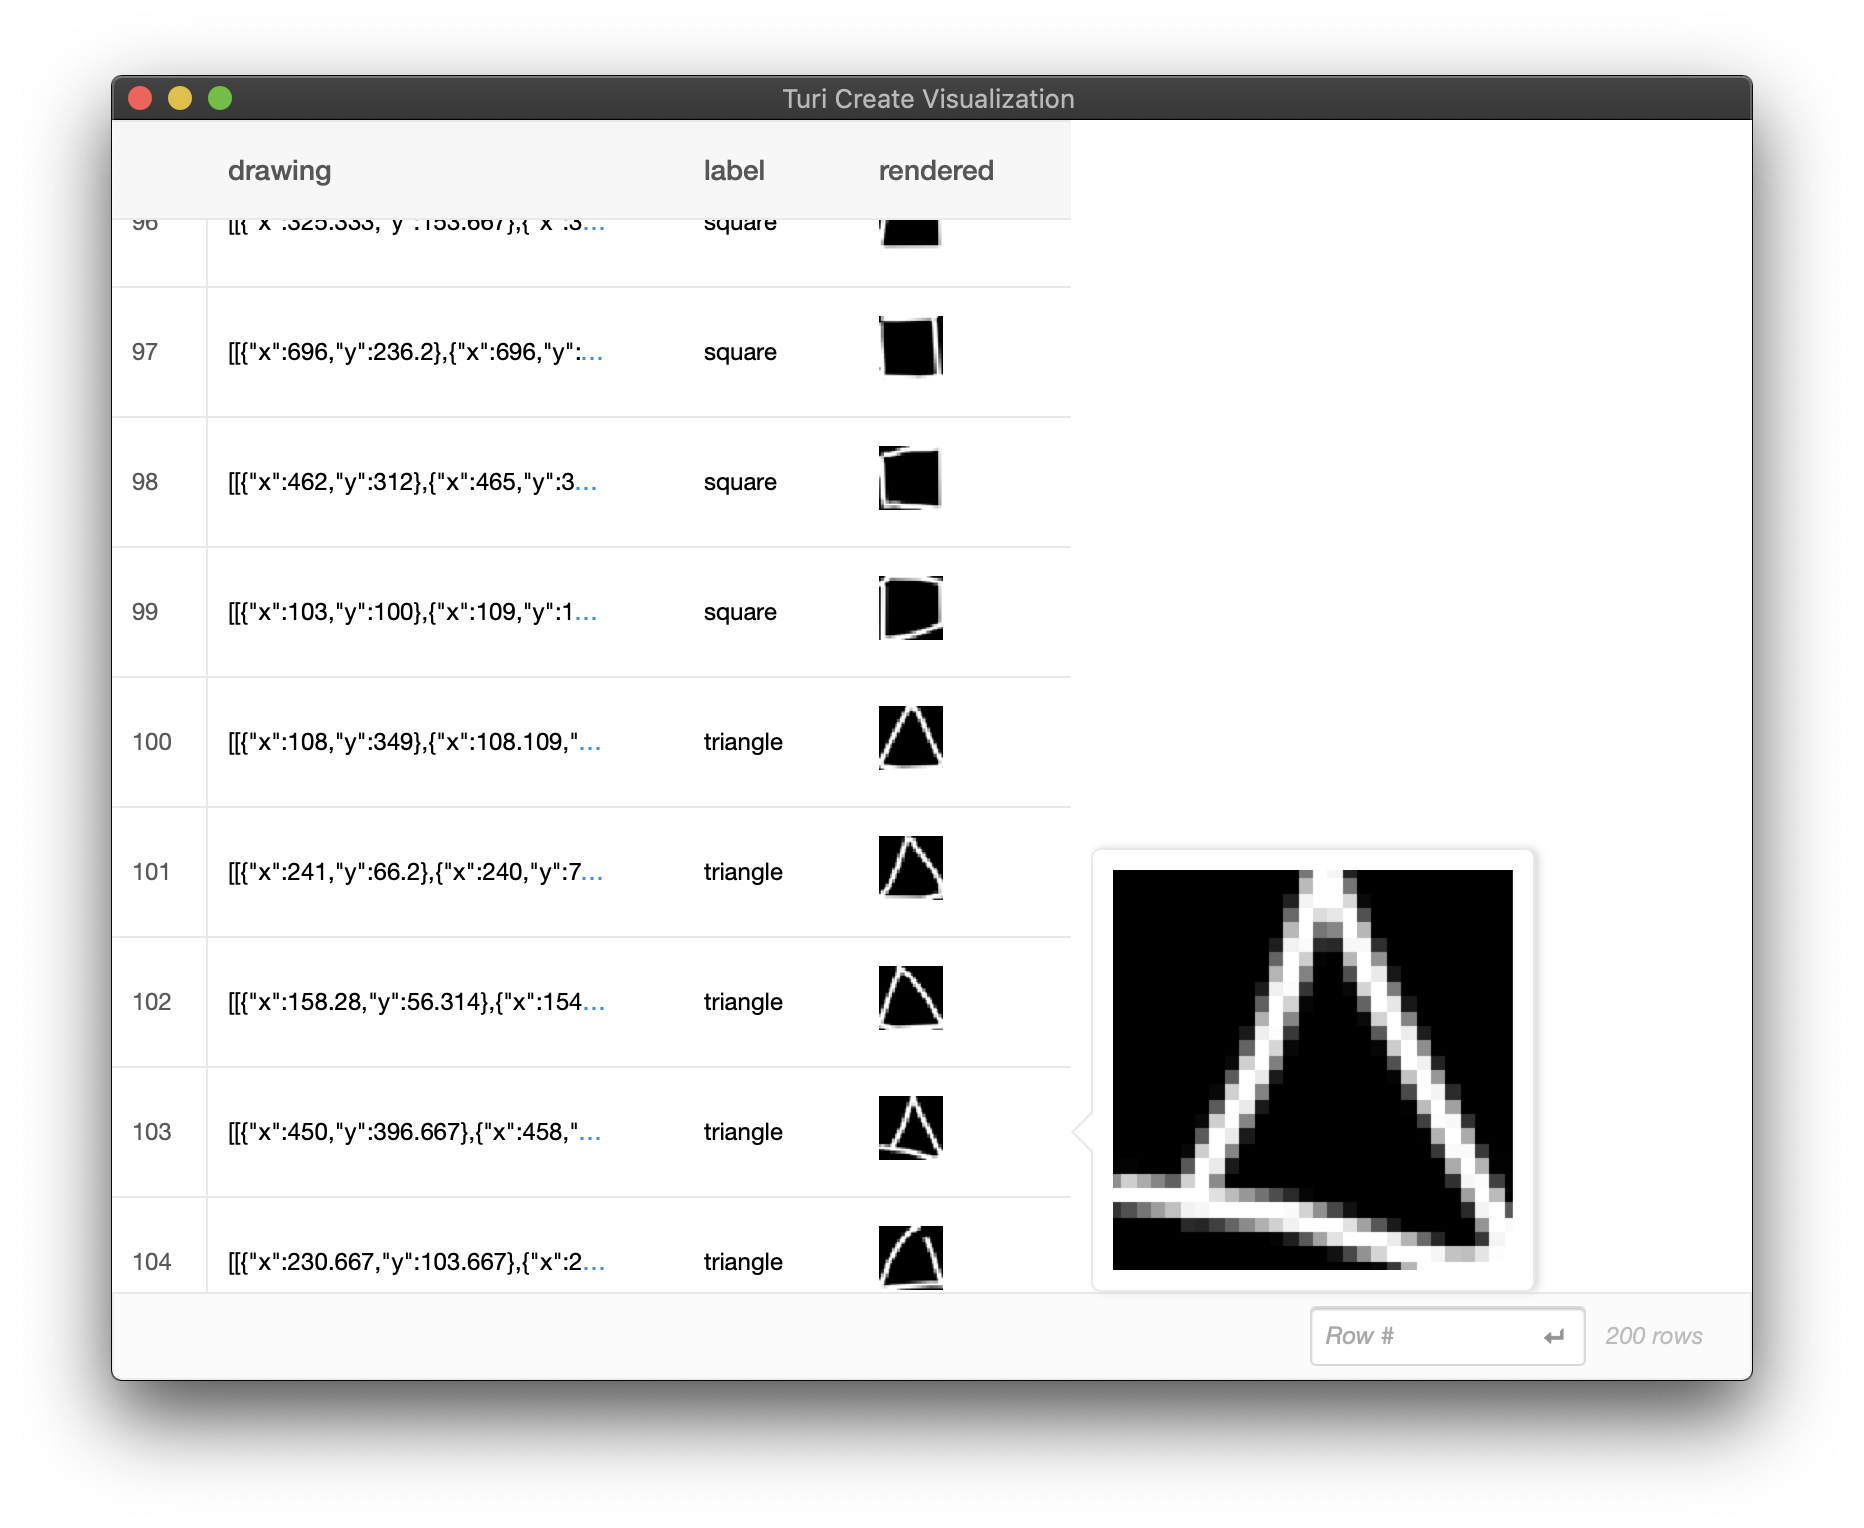 Turi Create Visualization
drawing label rendered
96 [[{"x":325.333,"y":153.667},{"x":3... square
97 [[{"x":696,"y":236.2},{"x":696,"y":... square
98 [[{"x":462,"y":312},{"x":465,"y":3... square
99 [[{"x":103,"y":100},{"x":109,"y":1... square
100 [[{"x":108,"y":349},{"x":108.109,"... triangle
101 [[{"x":241,"y":66.2},{"x":240,"y":7... triangle
102 [[{"x":158.28,"y":56.314},{"x":154... triangle
103 [[{"x":450,"y":396.667},{"x":458,"... triangle
104 [[{"x":230.667,"y":103.667},{"x":2... triangle
Row # 200 rows